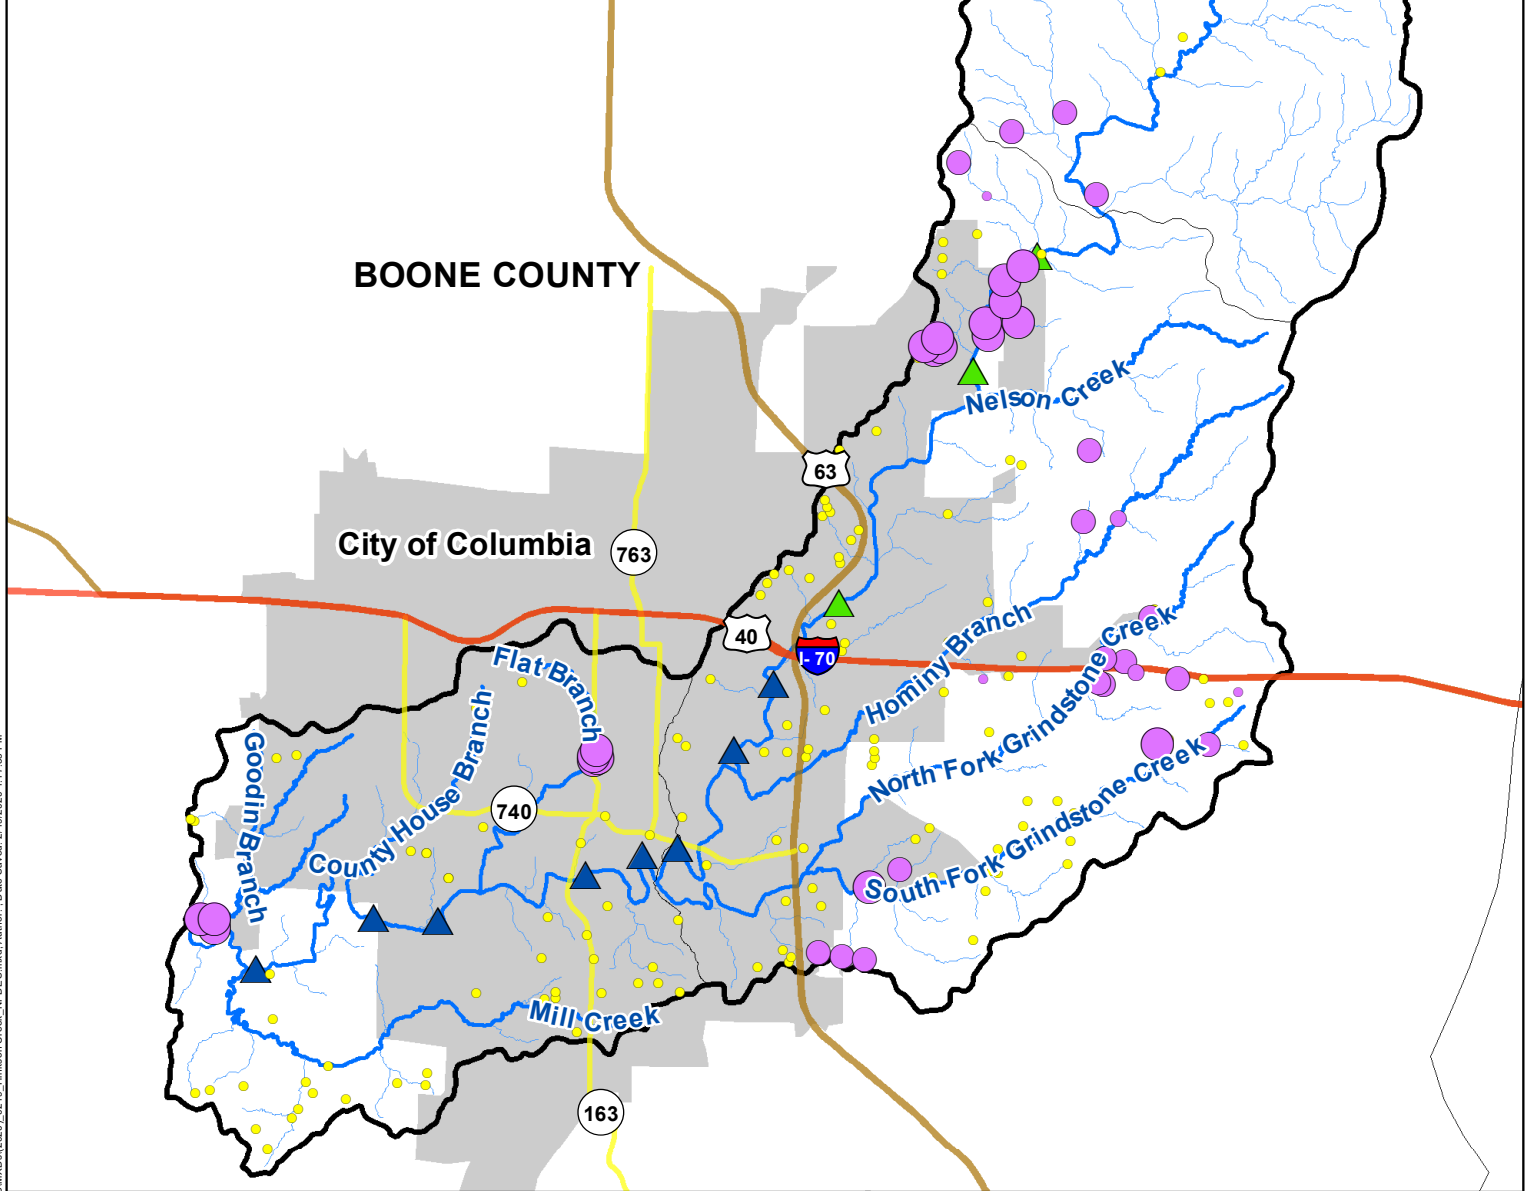 BOONE COUNTY
Nelson Creek
63
City of Columbia
763
40
I-70
Hominy Branch
North Fork Grindstone Creek
Flat Branch
County House Branch
Goodin Branch
740
South Fork Grindstone Creek
Mill Creek
163